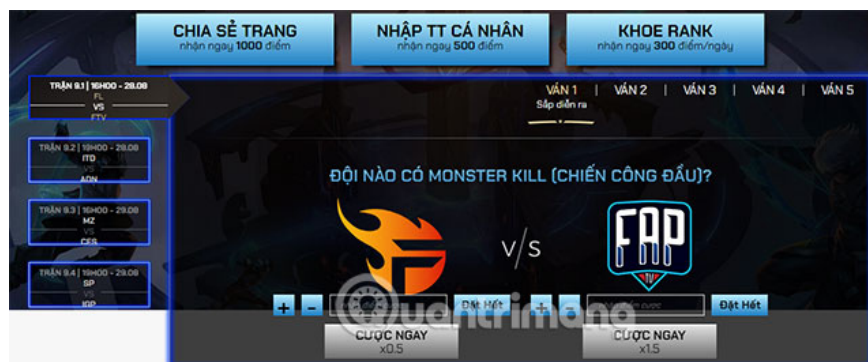 CHIA SẺ TRANG
nhận ngay 1000 điểm
NHẬP TT CÁ NHÂN
nhận ngay 500 điểm
KHOE RANK
nhận ngay 300 điểm/ngày
TRẬN 9.1 | 16H00 - 28.08
FL
VS
FTV
TRẬN 9.2 | 19H00 - 28.08
ITD
VS
ADN
TRẬN 9.3 | 16H00 - 29.08
MZ
VS
CES
TRẬN 9.4 | 19H00 - 29.08
SP
VS
IGP
VÁN 1 | VÁN 2 | VÁN 3 | VÁN 4 | VÁN 5
Sắp diễn ra
ĐỘI NÀO CÓ MONSTER KILL (CHIẾN CÔNG ĐẦU)?
V/S
FAP
TV
+ - Đặt Hết + - Đặt Hết
Quantrimang
CƯỢC NGAY
x0.5
CƯỢC NGAY
x1.5